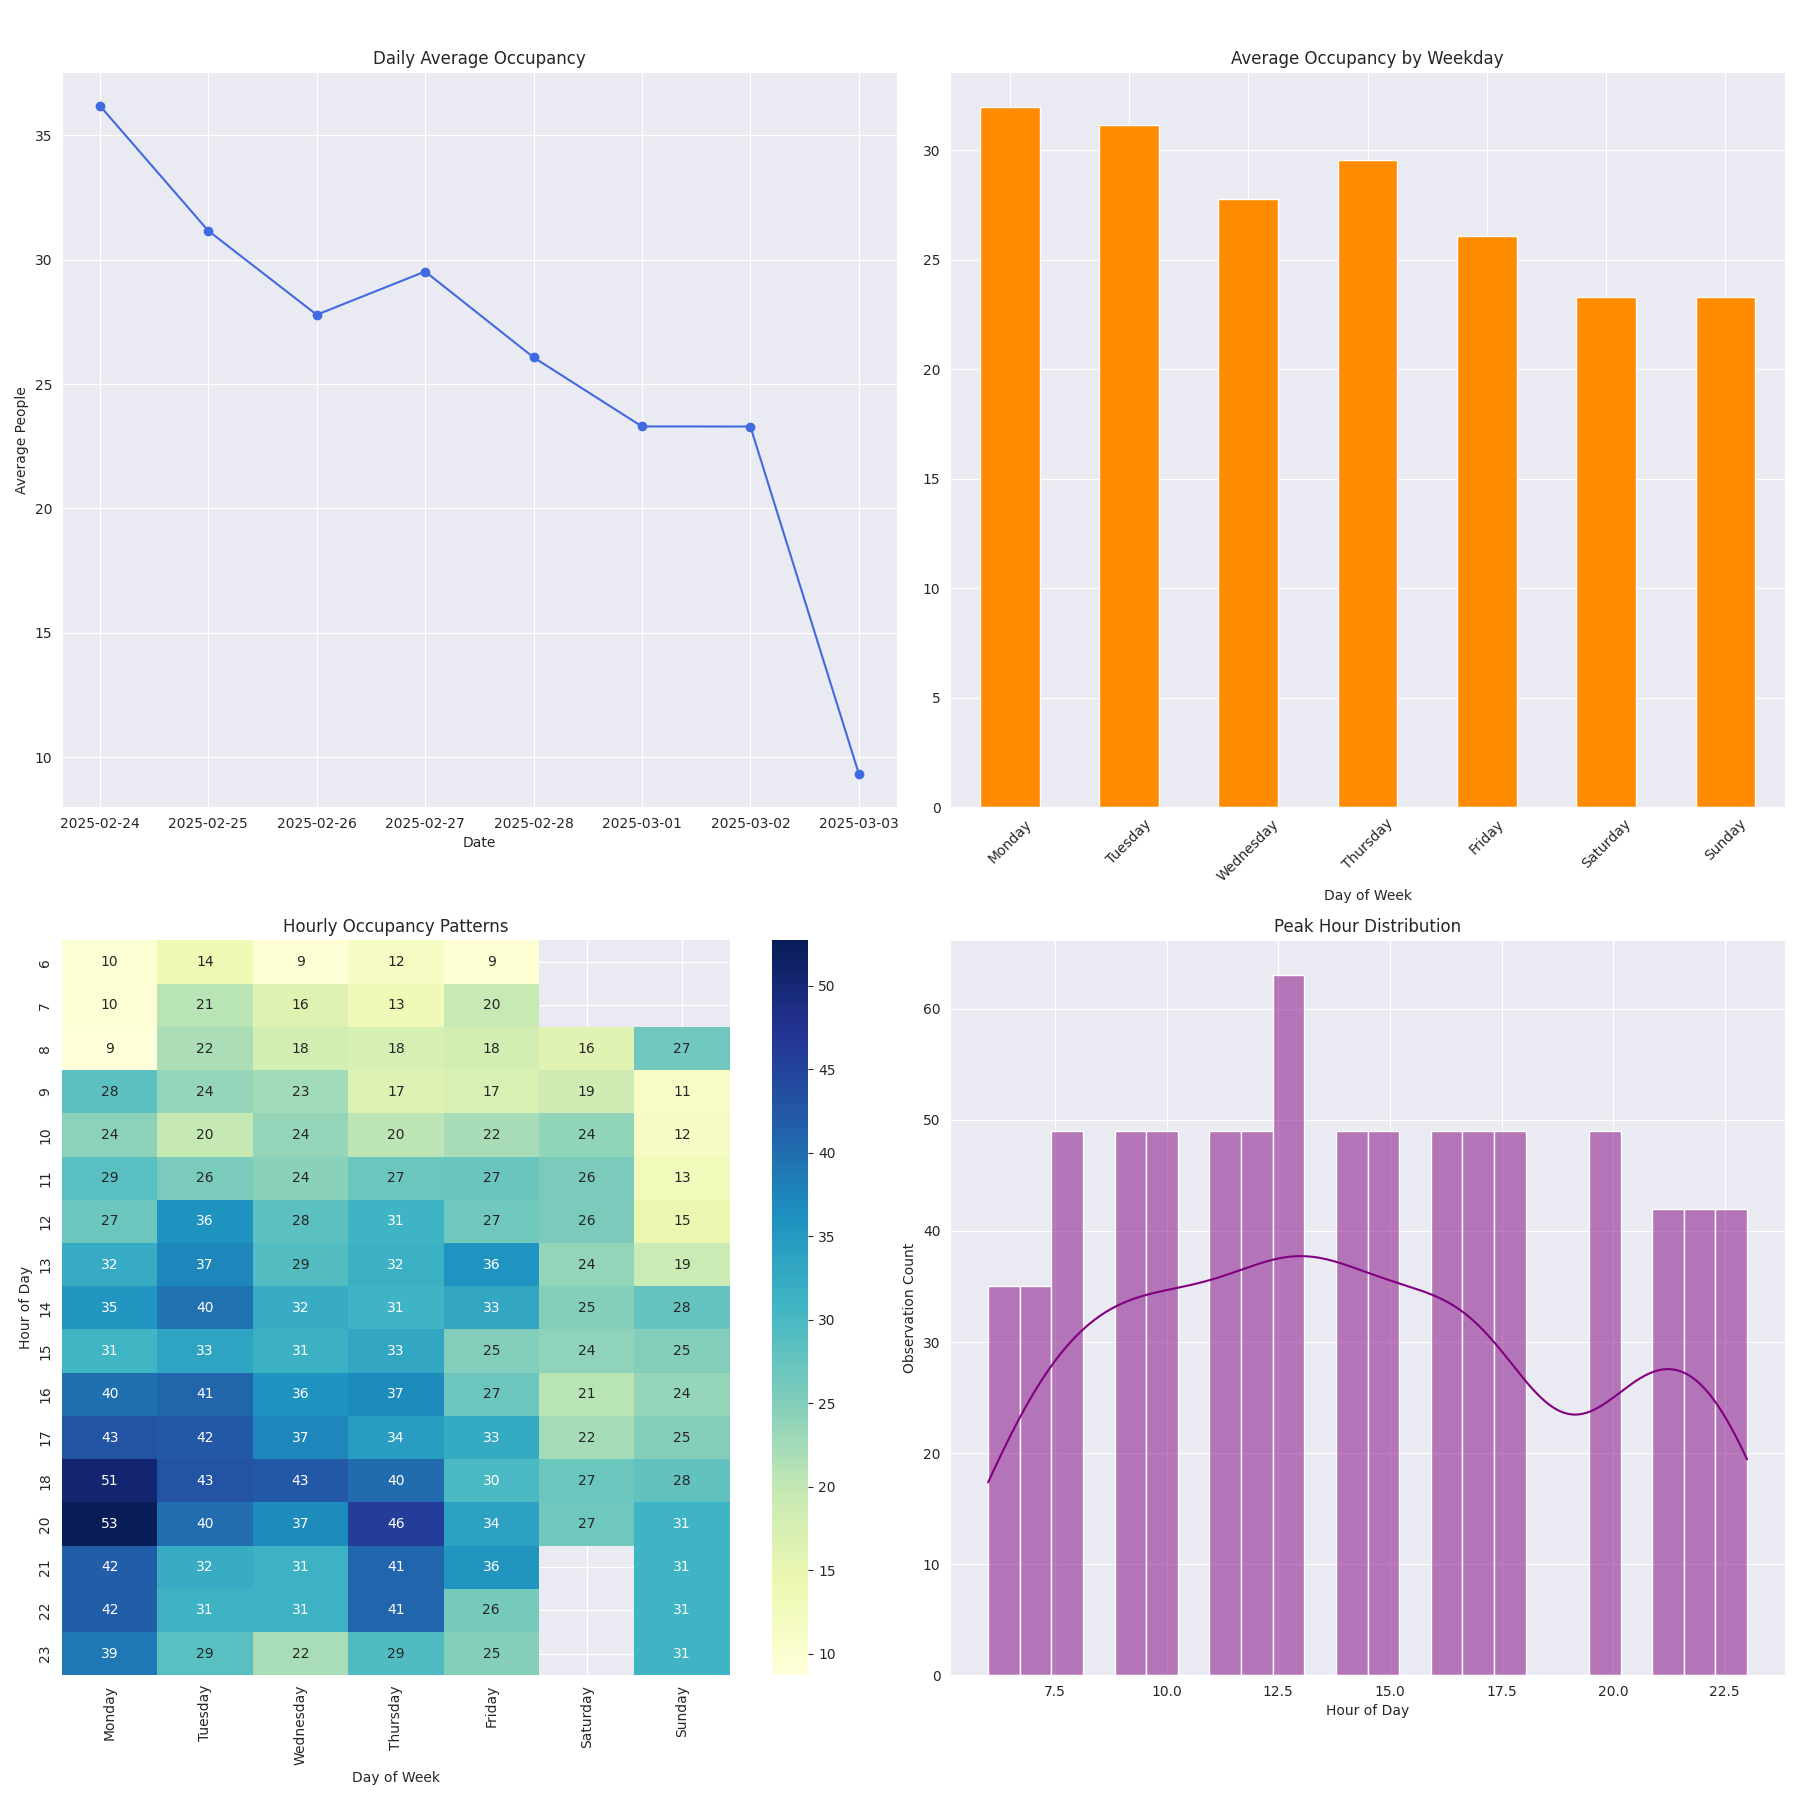 Daily Average Occupancy
35
30
25
20
15
10
Average People
2025-02-24 2025-02-25 2025-02-26 2025-02-27 2025-02-28 2025-03-01 2025-03-02 2025-03-03
Date
Average Occupancy by Weekday
30
25
20
15
10
5
0
Monday Tuesday Wednesday Thursday Friday Saturday Sunday
Day of Week
Hourly Occupancy Patterns
6 10 14 9 12 9
7 10 21 16 13 20
8 9 22 18 18 18 16 27
9 28 24 23 17 17 19 11
10 24 20 24 20 22 24 12
11 29 26 24 27 27 26 13
12 27 36 28 31 27 26 15
13 32 37 29 32 36 24 19
14 35 40 32 31 33 25 28
15 31 33 31 33 25 24 25
16 40 41 36 37 27 21 24
17 43 42 37 34 33 22 25
18 51 43 43 40 30 27 28
20 53 40 37 46 34 27 31
21 42 32 31 41 36 31
22 42 31 31 41 26 31
23 39 29 22 29 25 31
Hour of Day
Monday Tuesday Wednesday Thursday Friday Saturday Sunday
Day of Week
50
45
40
35
30
25
20
15
10
Peak Hour Distribution
60
50
40
30
20
10
0
Observation Count
7.5 10.0 12.5 15.0 17.5 20.0 22.5
Hour of Day